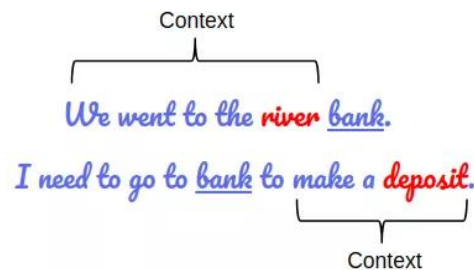 Context
We went to the river bank.
I need to go to bank to make a deposit.
Context